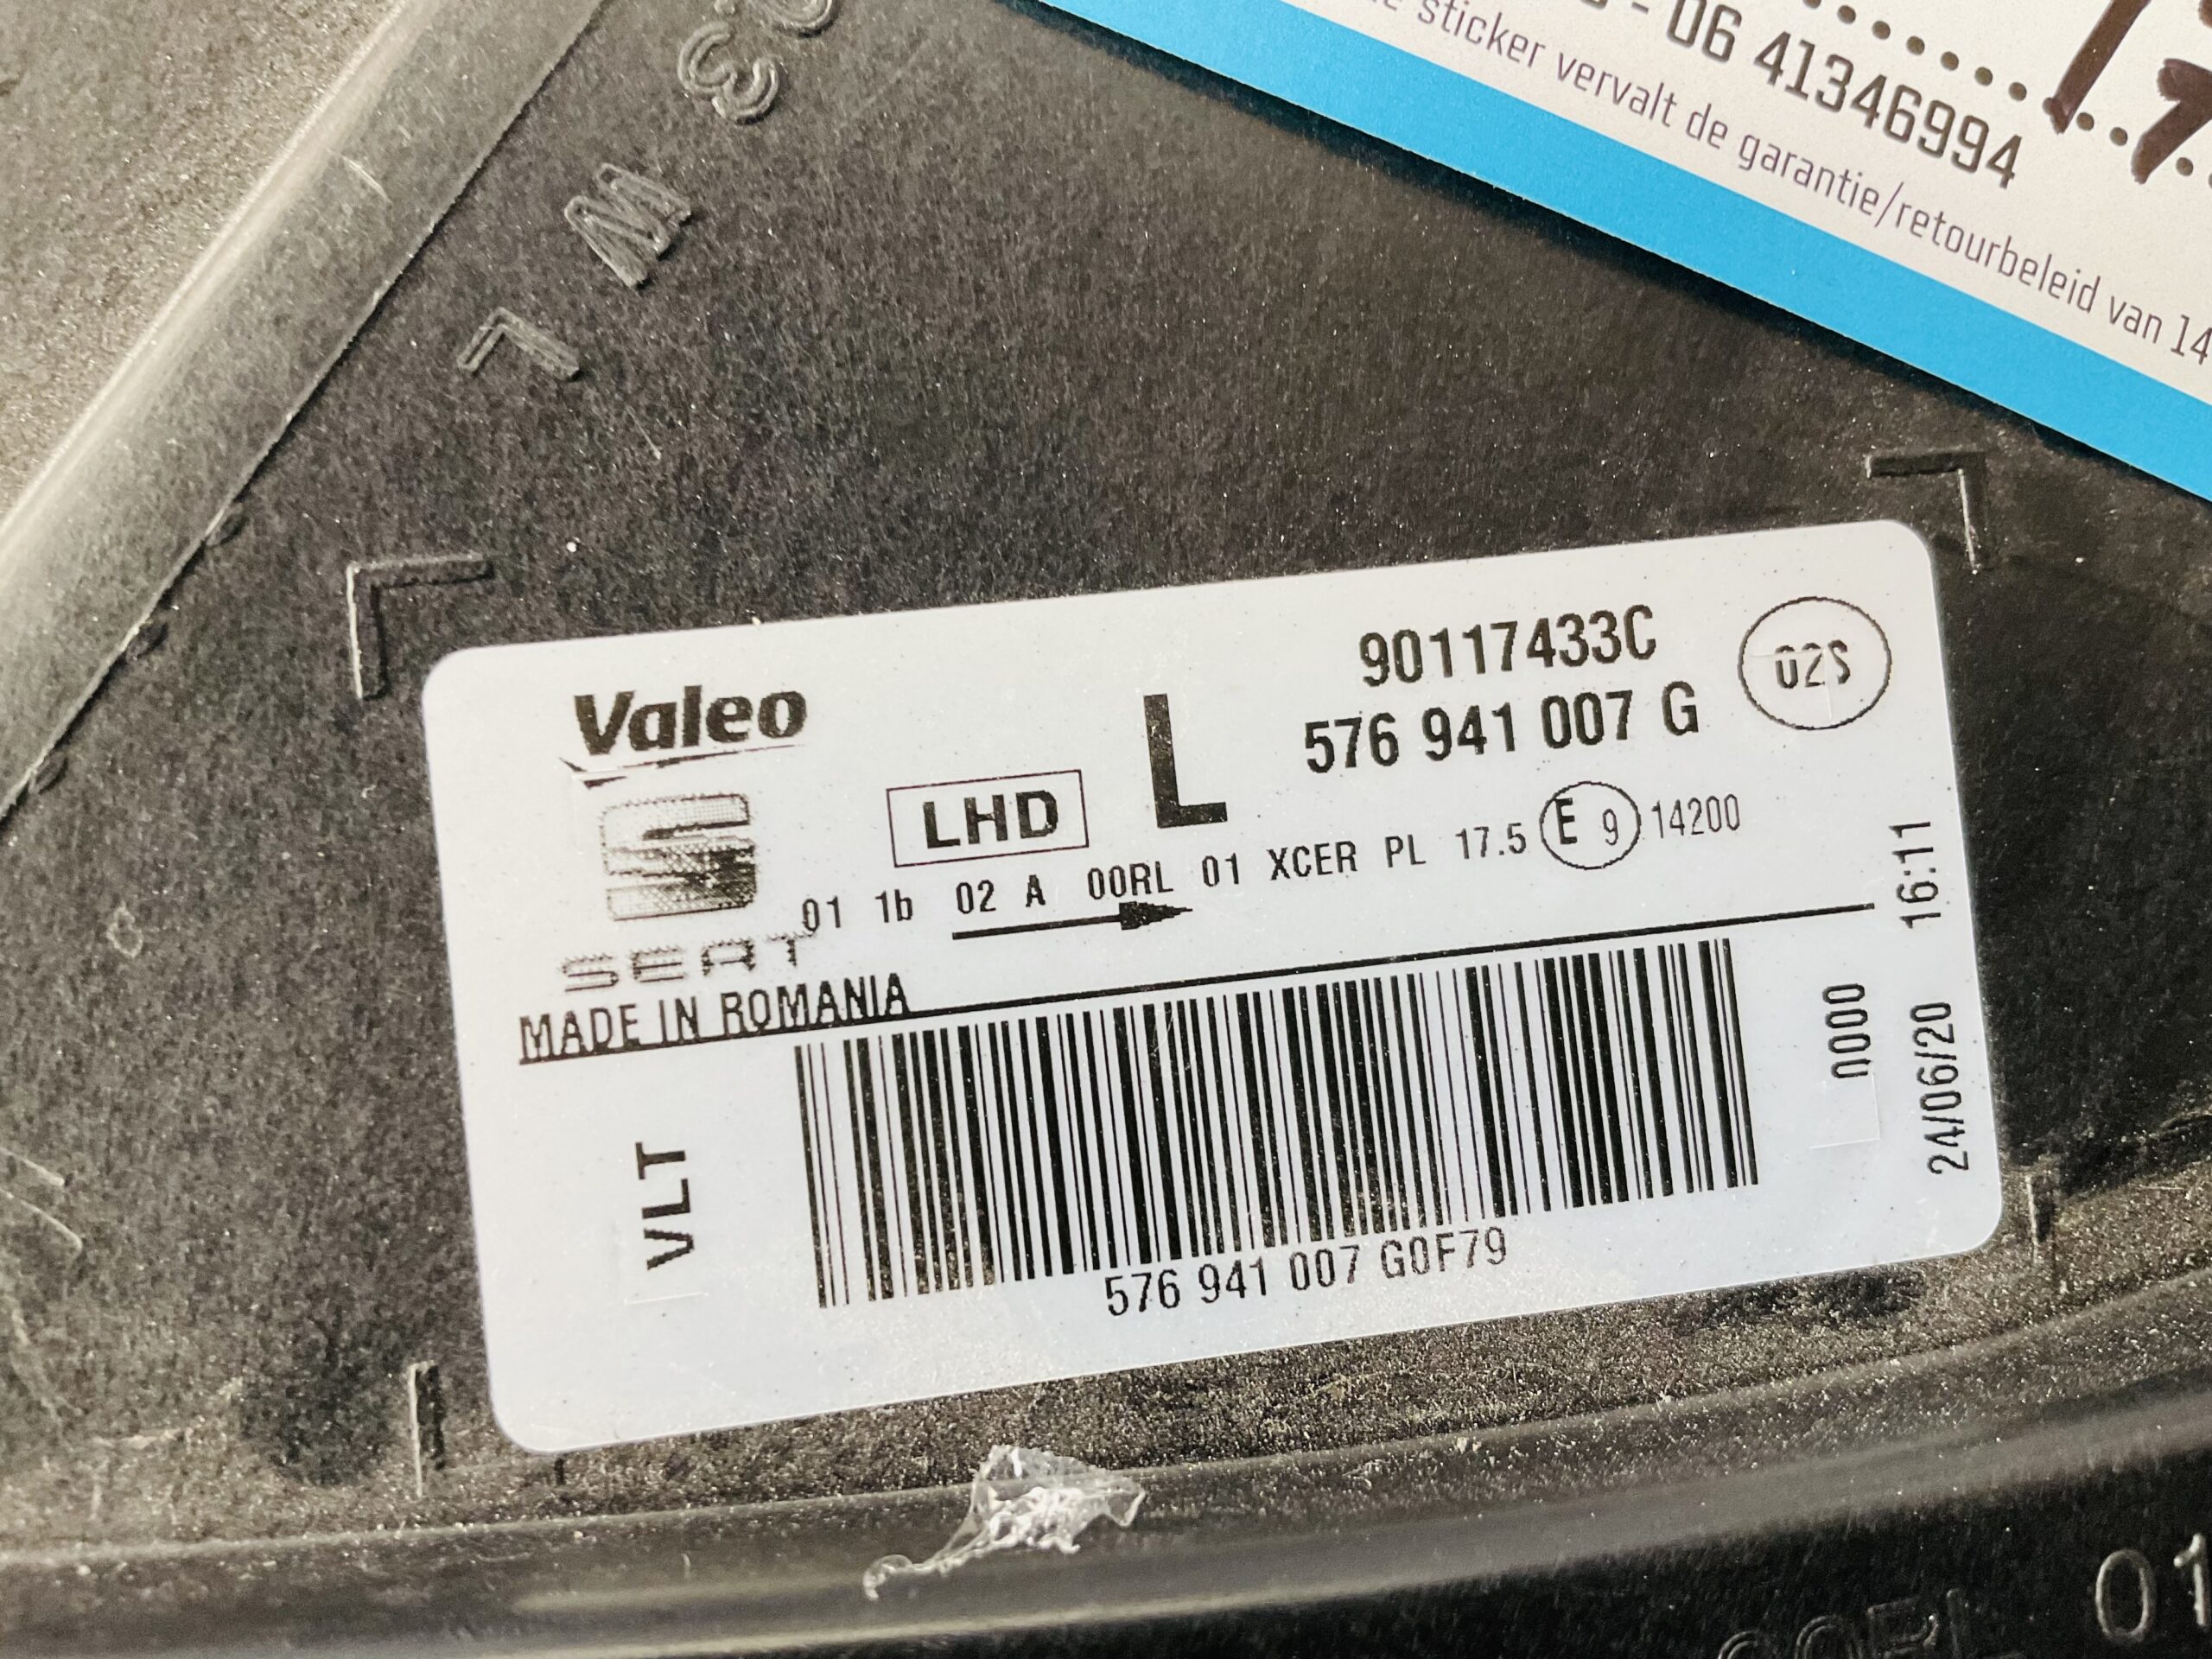 06 41346994
sticker vervalt de garantie/retourbeleid van 14
W
Valeo
90117433C
02S
L
576 941 007 G
LHD
01 1b 02 A 00RL 01 XCER PL 17.5 E 9 14200
SEAT
MADE IN ROMANIA
VLT
576 941 007 G0F79
24/06/20 16:11
00RL 01